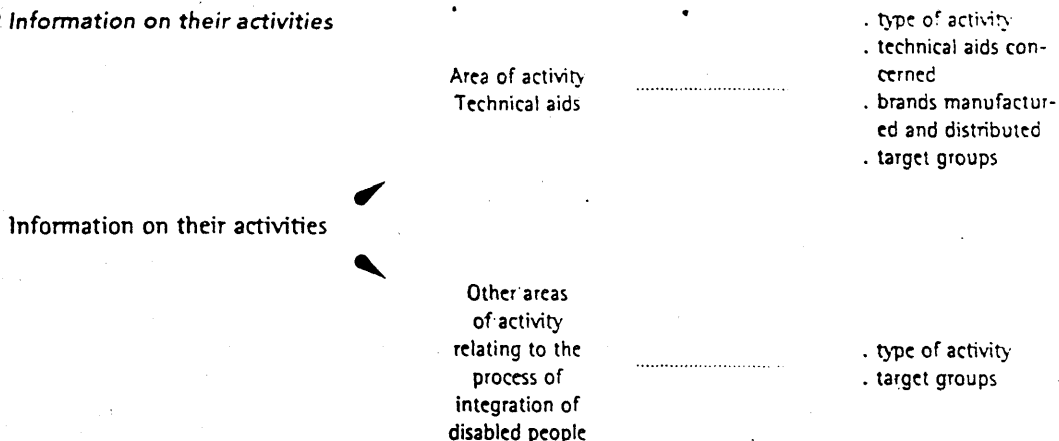 Information on their activities
. type of activity
. technical aids con-
cerned
. brands manufactur-
ed and distributed
. target groups
Area of activity
Technical aids
Information on their activities
Other areas
of activity
relating to the
process of
integration of
disabled people
. type of activity
. target groups